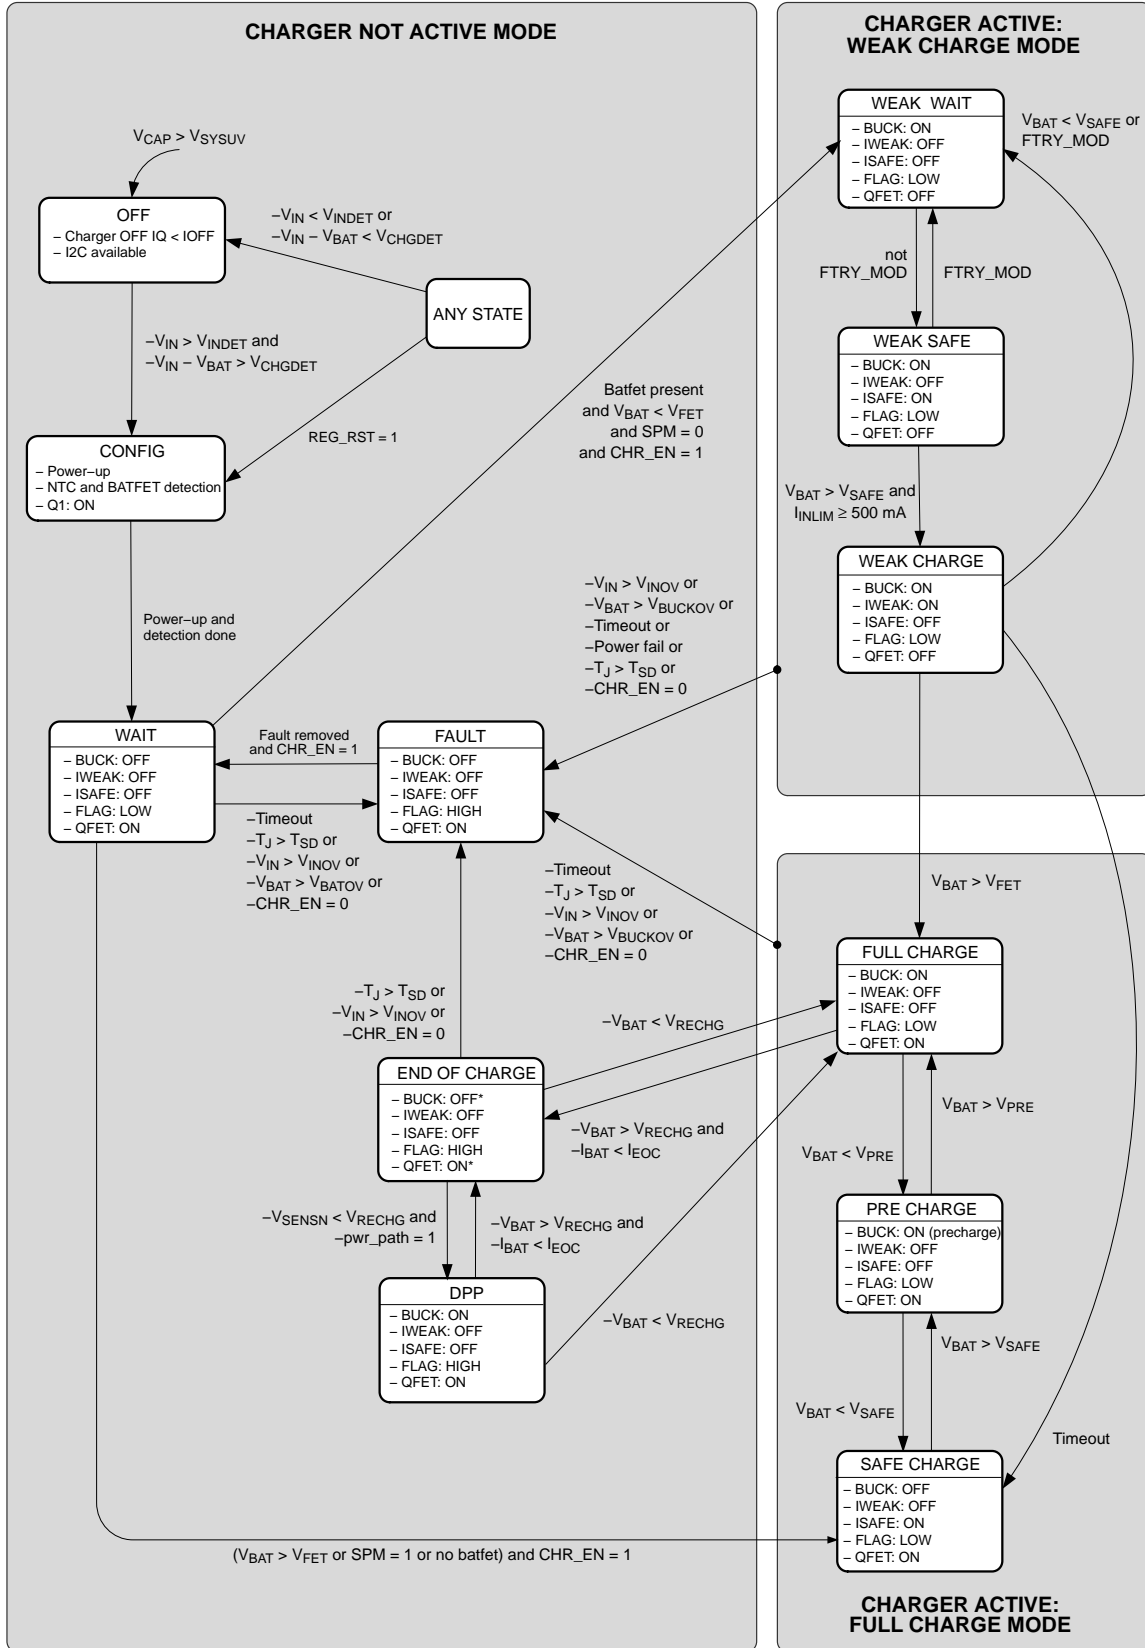 CHARGER NOT ACTIVE MODE
VCAP > VSYSUV
OFF
– Charger OFF IQ < IOFF
– I2C available
–VIN < VINDET or
–VIN – VBAT < VCHGDET
ANY STATE
–VIN > VINDET and
–VIN – VBAT > VCHGDET
REG_RST = 1
CONFIG
– Power–up
– NTC and BATFET detection
– Q1: ON
Power–up and
detection done
Batfet present
and VBAT < VFET
and SPM = 0
and CHR_EN = 1
–VIN > VINOV or
–VBAT > VBUCKOV or
–Timeout or
–Power fail or
–TJ > TSD or
–CHR_EN = 0
WAIT
– BUCK: OFF
– IWEAK: OFF
– ISAFE: OFF
– FLAG: LOW
– QFET: ON
Fault removed
and CHR_EN = 1
FAULT
– BUCK: OFF
– IWEAK: OFF
– ISAFE: OFF
– FLAG: HIGH
– QFET: ON
–Timeout
–TJ > TSD or
–VIN > VINOV or
–VBAT > VBATOV or
–CHR_EN = 0
–Timeout
–TJ > TSD or
–VIN > VINOV or
–VBAT > VBUCKOV or
–CHR_EN = 0
–TJ > TSD or
–VIN > VINOV or
–CHR_EN = 0
END OF CHARGE
– BUCK: OFF*
– IWEAK: OFF
– ISAFE: OFF
– FLAG: HIGH
– QFET: ON*
–VBAT < VRECHG
–VBAT > VRECHG and
–IBAT < IEOC
–VSENSN < VRECHG and
–pwr_path = 1
–VBAT > VRECHG and
–IBAT < IEOC
DPP
– BUCK: ON
– IWEAK: OFF
– ISAFE: OFF
– FLAG: HIGH
– QFET: ON
–VBAT < VRECHG
(VBAT > VFET or SPM = 1 or no batfet) and CHR_EN = 1
CHARGER ACTIVE:
WEAK CHARGE MODE
WEAK WAIT
– BUCK: ON
– IWEAK: OFF
– ISAFE: OFF
– FLAG: LOW
– QFET: OFF
VBAT < VSAFE or
FTRY_MOD
not
FTRY_MOD
FTRY_MOD
WEAK SAFE
– BUCK: ON
– IWEAK: OFF
– ISAFE: ON
– FLAG: LOW
– QFET: OFF
VBAT > VSAFE and
IINLIM ≥ 500 mA
WEAK CHARGE
– BUCK: ON
– IWEAK: ON
– ISAFE: OFF
– FLAG: LOW
– QFET: OFF
VBAT > VFET
FULL CHARGE
– BUCK: ON
– IWEAK: OFF
– ISAFE: OFF
– FLAG: LOW
– QFET: ON
VBAT > VPRE
VBAT < VPRE
PRE CHARGE
– BUCK: ON (precharge)
– IWEAK: OFF
– ISAFE: OFF
– FLAG: LOW
– QFET: ON
VBAT > VSAFE
VBAT < VSAFE
Timeout
SAFE CHARGE
– BUCK: OFF
– IWEAK: OFF
– ISAFE: ON
– FLAG: LOW
– QFET: ON
CHARGER ACTIVE:
FULL CHARGE MODE